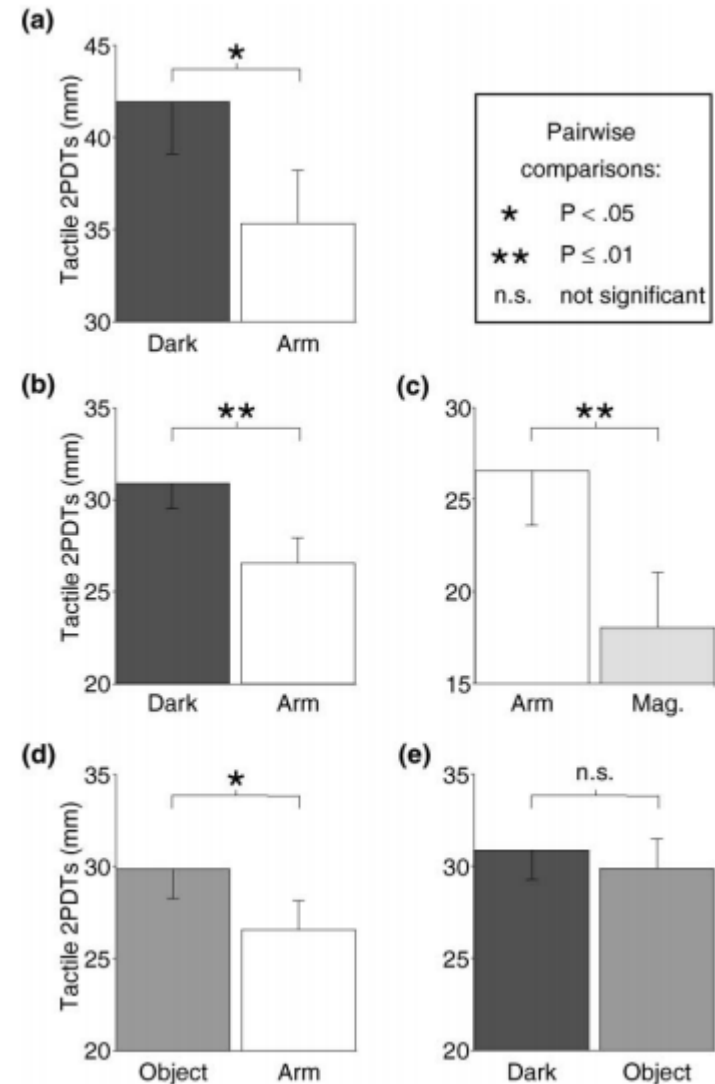 (a)
Tactile 2PDTs (mm)
45
40
35
30
*
Dark Arm
Pairwise
comparisons:
* P < .05
** P ≤ .01
n.s. not significant
(b)
Tactile 2PDTs (mm)
35
30
25
20
**
Dark Arm
(c)
30
25
20
15
**
Arm Mag.
(d)
Tactile 2PDTs (mm)
35
30
25
20
*
Object Arm
(e)
35
30
25
20
n.s.
Dark Object